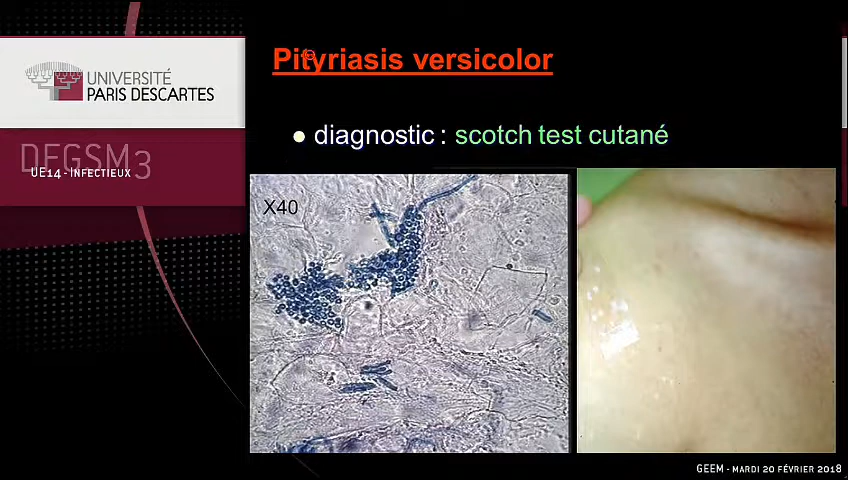 Pityriasis versicolor
UNIVERSITÉ
PARIS DESCARTES
• diagnostic : scotch test cutané
DFGSM3
UE14 - INFECTIEUX
X40
GEEM - MARDI 20 FÉVRIER 2018